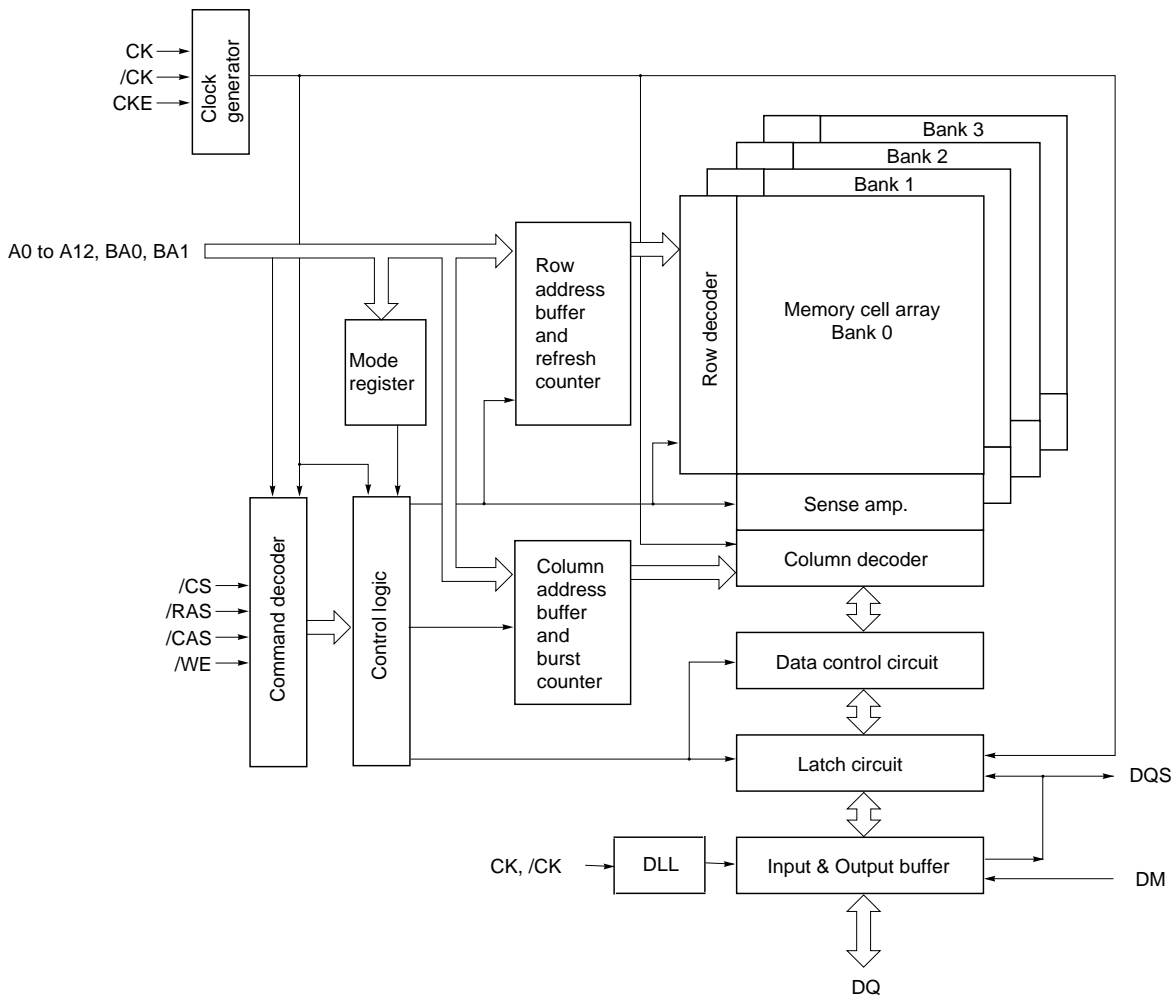 CK
/CK
CKE
Clock
generator
Bank 3
Bank 2
Bank 1
A0 to A12, BA0, BA1
Mode
register
Row
address
buffer
and
refresh
counter
Row decoder
Memory cell array
Bank 0
Sense amp.
Column decoder
/CS
/RAS
/CAS
/WE
Command decoder
Control logic
Column
address
buffer
and
burst
counter
Data control circuit
Latch circuit
DQS
CK, /CK
DLL
Input & Output buffer
DM
DQ